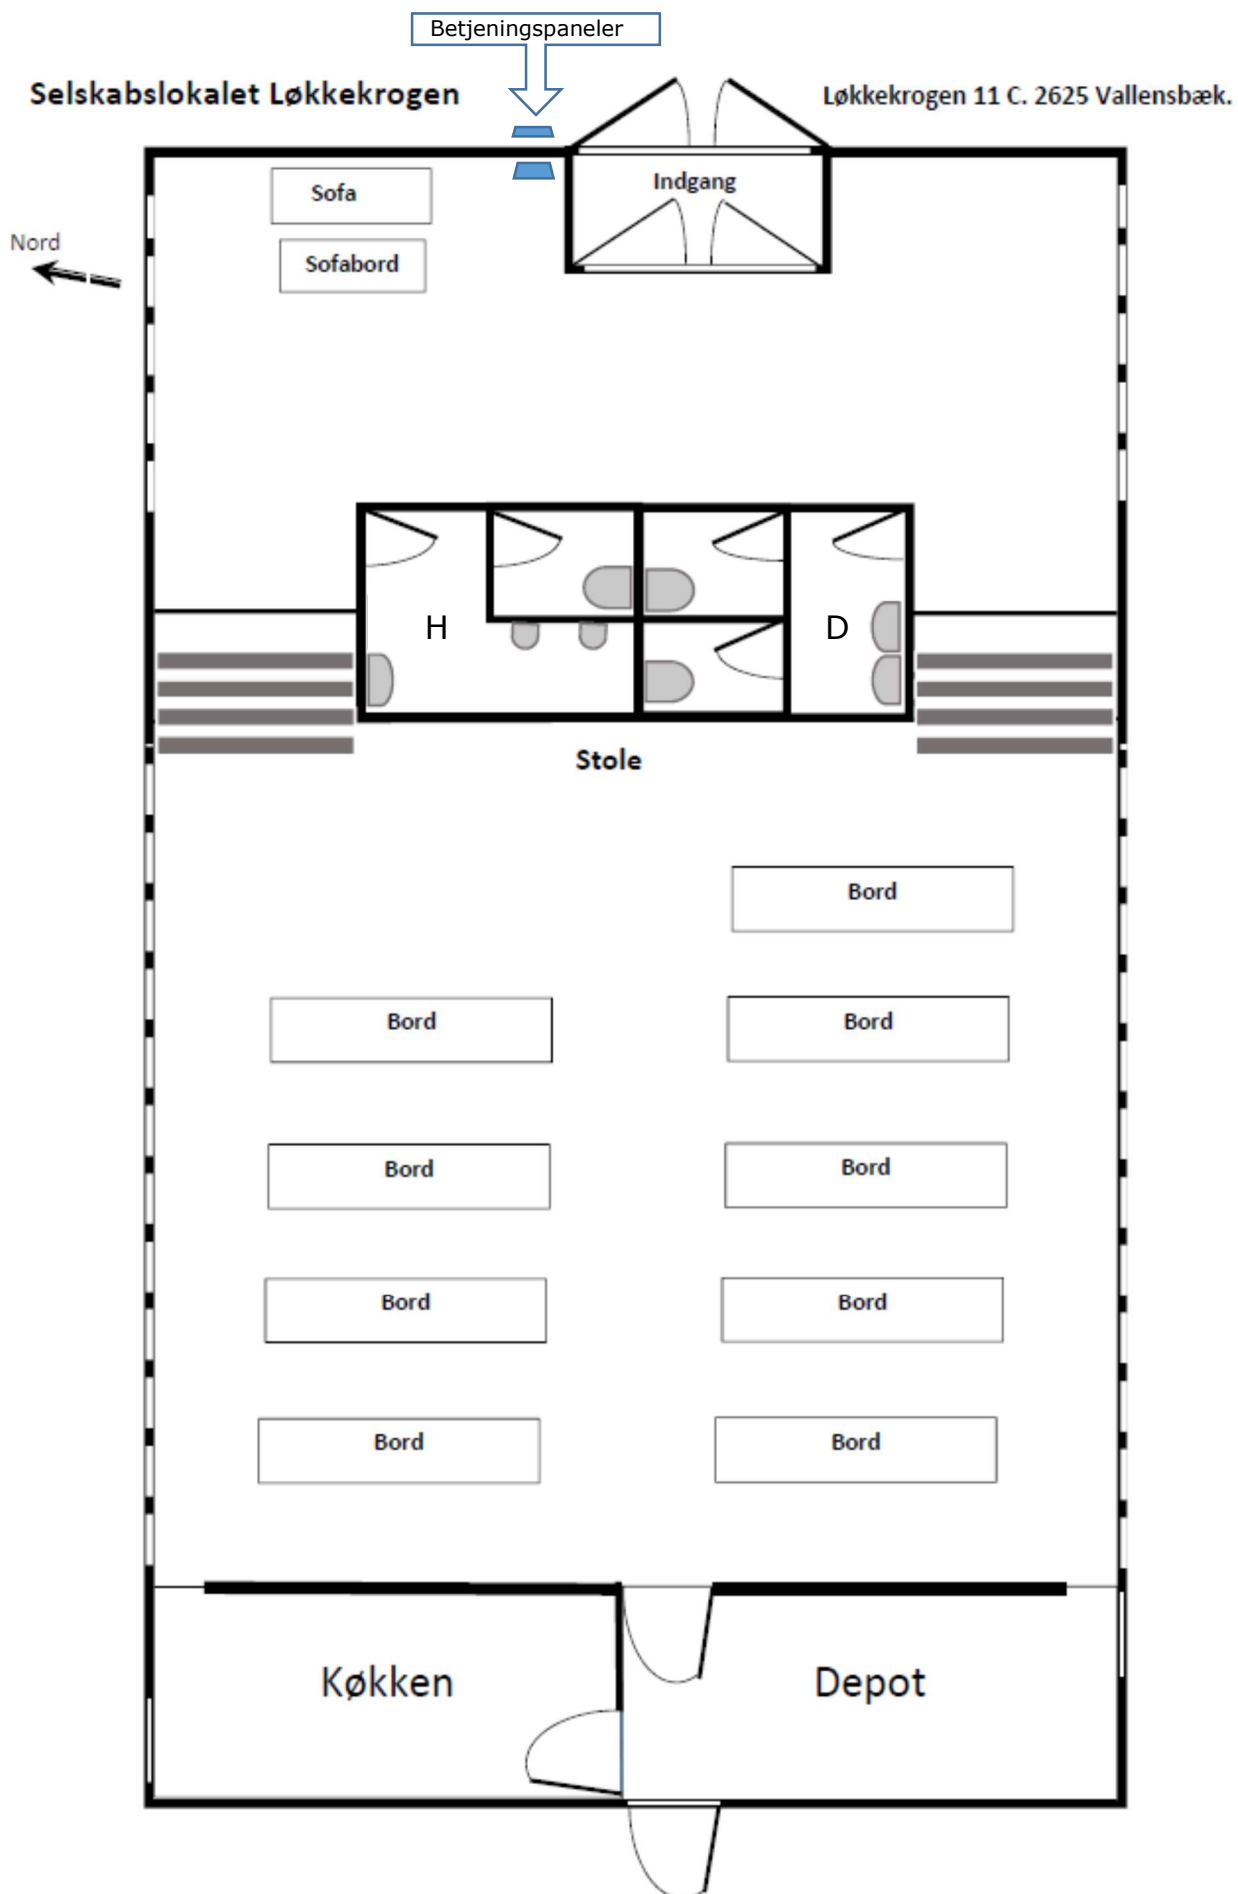 Betjeningspaneler
Selskabslokalet Løkkekrogen
Løkkekrogen 11 C. 2625 Vallensbæk.
Indgang
Sofa
Nord
Sofabord
H
D
Stole
Bord
Bord
Bord
Bord
Bord
Bord
Bord
Bord
Bord
Køkken
Depot